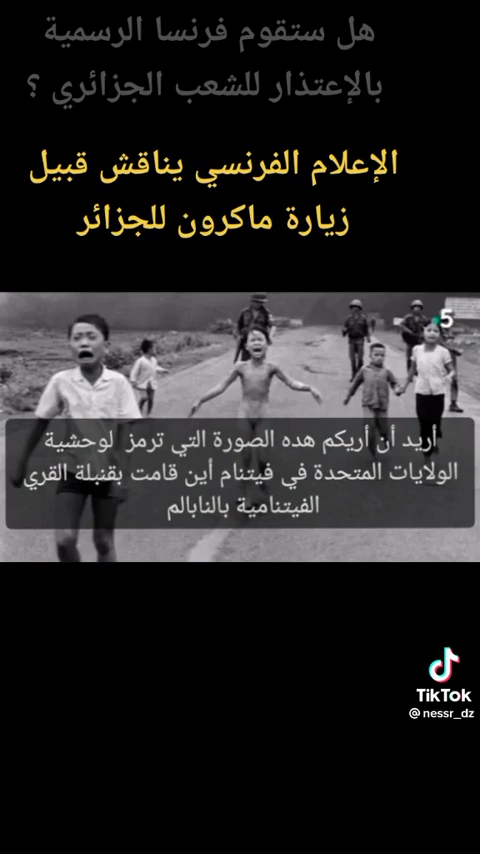 هل ستقوم فرنسا الرسمية
بالإعتذار للشعب الجزائري ؟
الإعلام الفرنسي يناقش قبيل
زيارة ماكرون للجزائر
5
أريد أن أريكم هده الصورة التي ترمز لوحشية
الولايات المتحدة في فيتنام أين قامت بقنبلة القري
الفيتنامية بالنابالم
TikTok
@nessr_dz